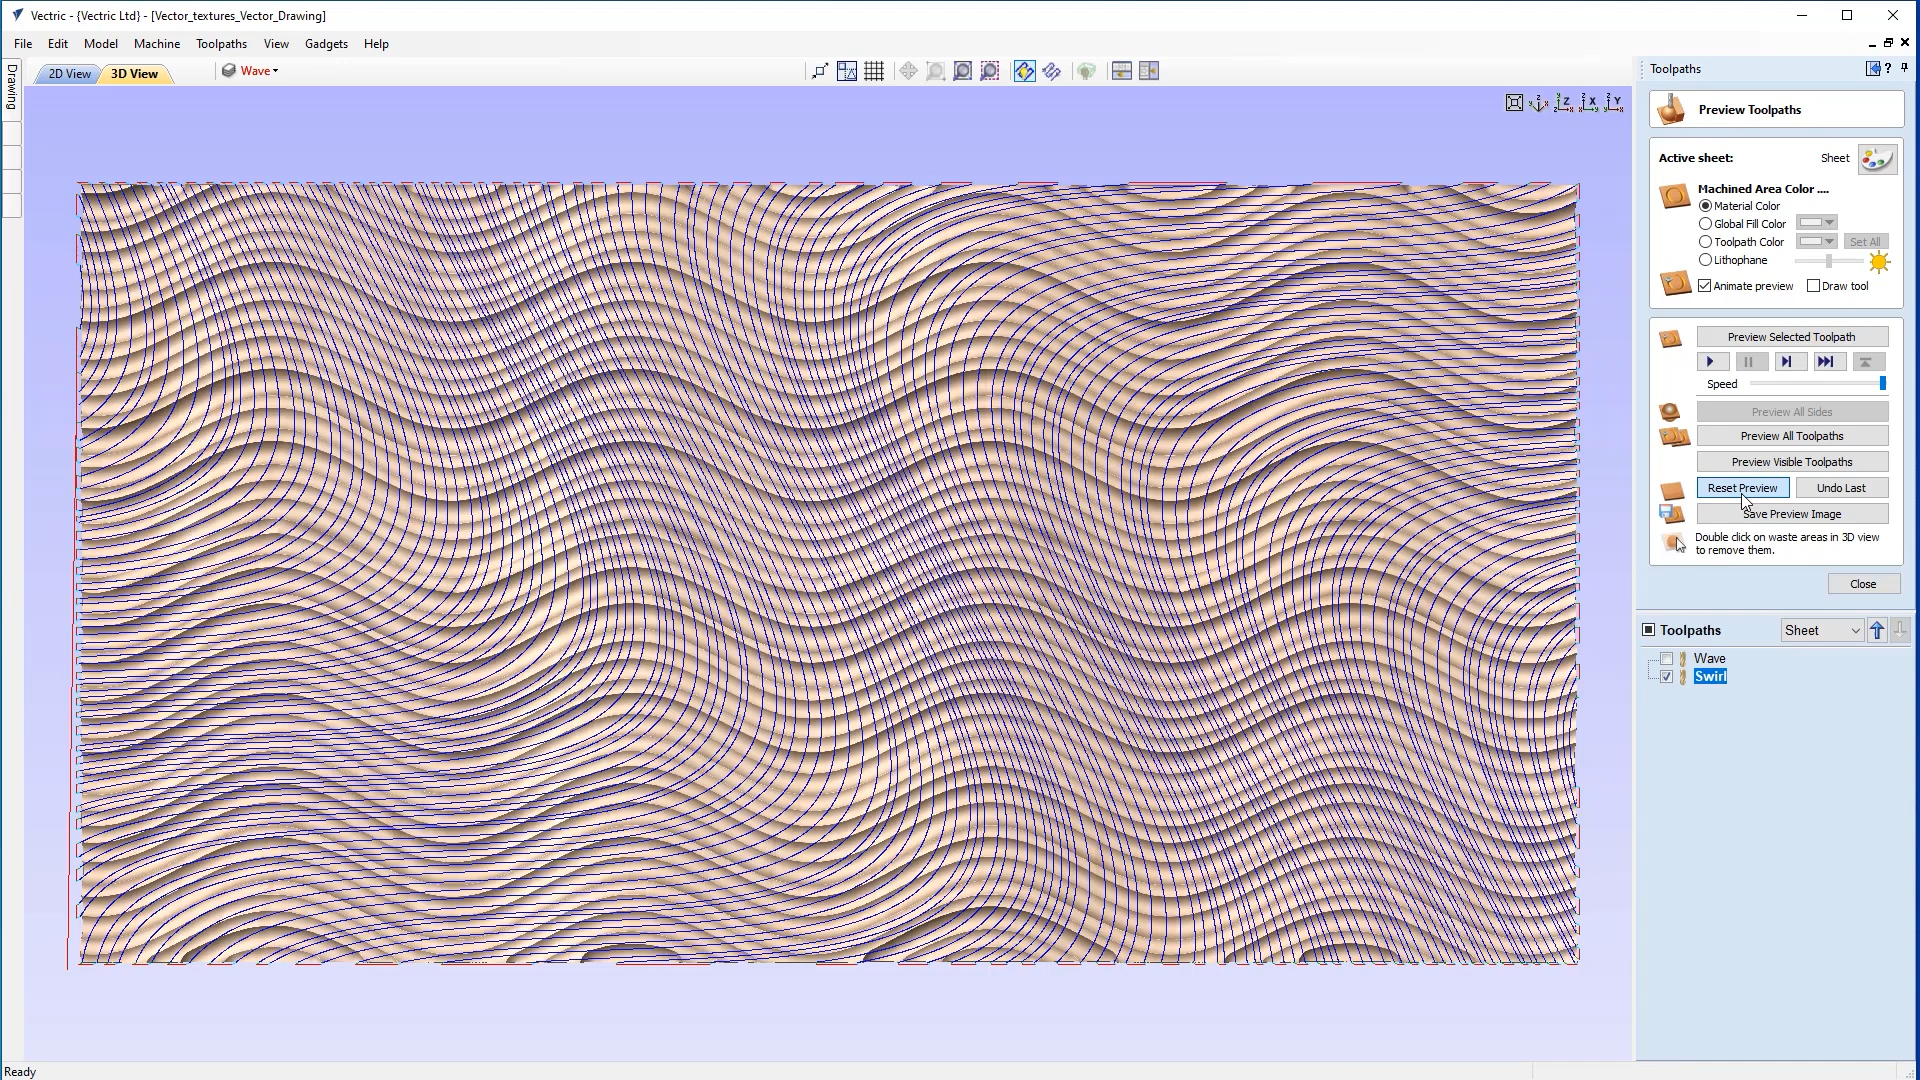 Vectric - {Vectric Ltd} - [Vector_textures_Vector_Drawing]
File Edit Model Machine Toolpaths View Gadgets Help
Drawing
2D View 3D View Wave
Z X Y
Toolpaths ?
Preview Toolpaths
Active sheet: Sheet
Machined Area Color ....
Material Color
Global Fill Color
Toolpath Color Set All
Lithophane
Animate preview Draw tool
Preview Selected Toolpath
Speed
Preview All Sides
Preview All Toolpaths
Preview Visible Toolpaths
Reset Preview Undo Last
Save Preview Image
Double click on waste areas in 3D view
to remove them.
Close
Toolpaths Sheet
Wave
Swirl
Ready